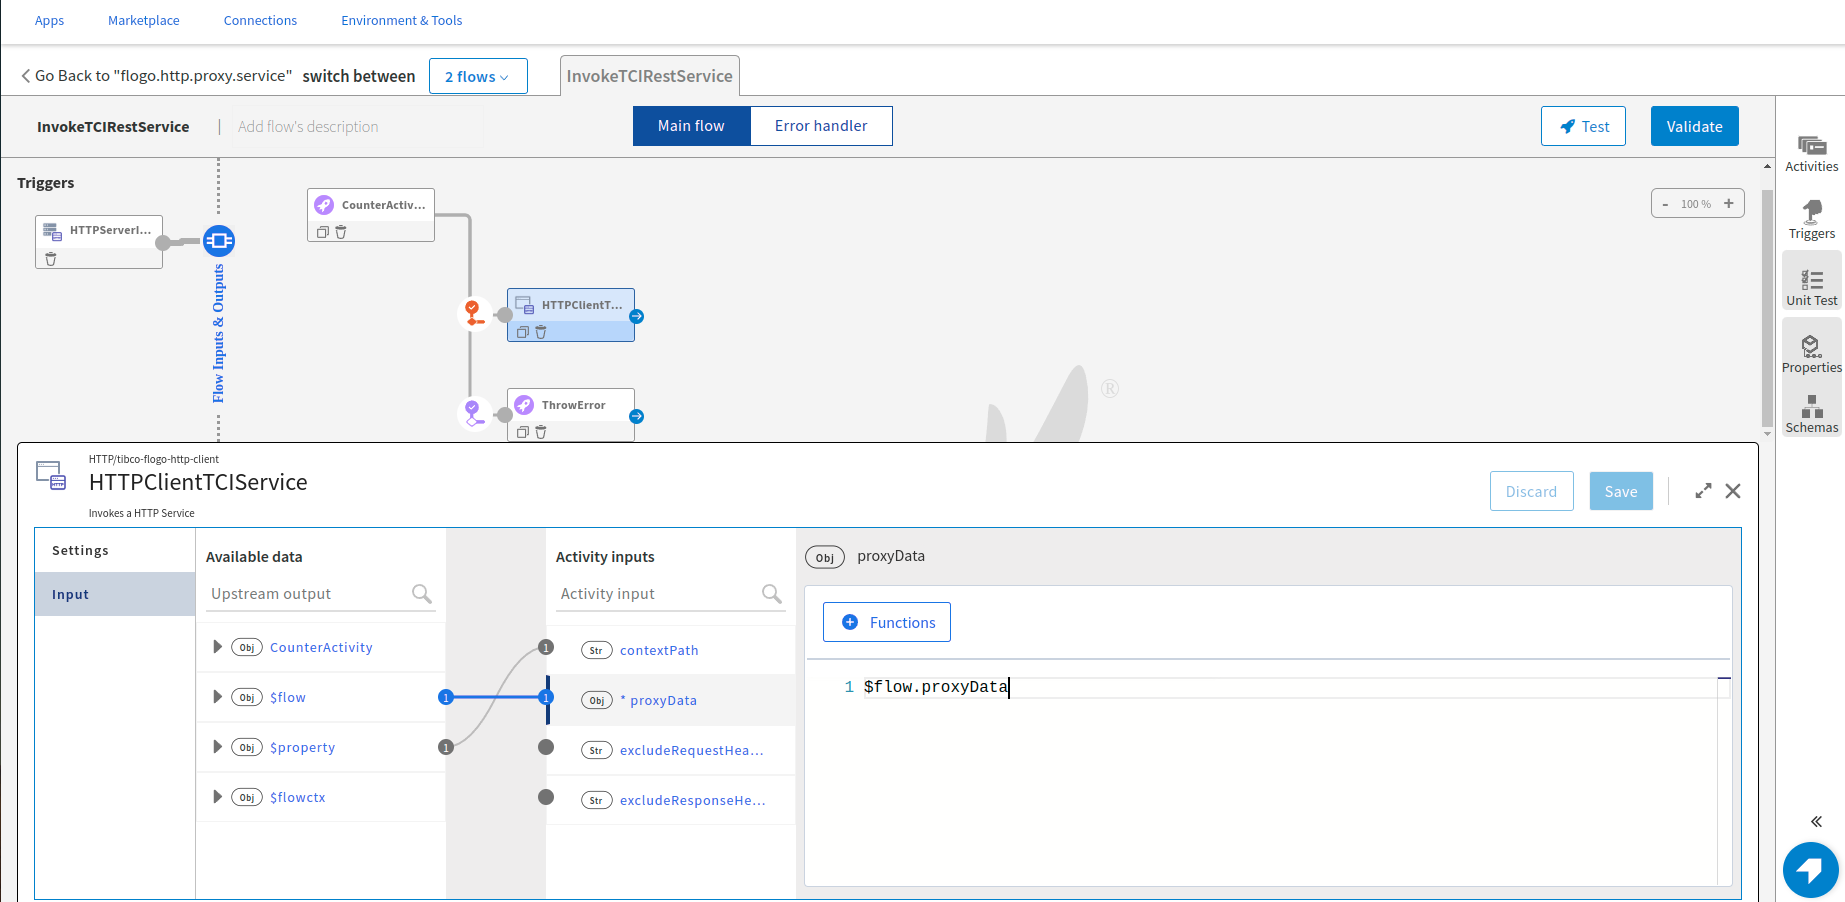 Apps Marketplace Connections Environment & Tools
Go Back to "flogo.http.proxy.service" switch between 2 flows InvokeTCIRestService
InvokeTCIRestService | Add flow's description Main flow Error handler Test Validate
Triggers
HTTPServerI...
Flow Inputs & Outputs
CounterActiv...
HTTPClientT...
ThrowError
- 100 % +
®
Activities
Triggers
Unit Test
Properties
Schemas
HTTP/tibco-flogo-http-client
HTTPClientTCIService
Invokes a HTTP Service
Discard Save
Settings
Input
Available data
Upstream output
Obj CounterActivity
Obj $flow 1
Obj $property 1
Obj $flowctx
Activity inputs
Activity input
1 Str contextPath
1 Obj * proxyData
Str excludeRequestHea...
Str excludeResponseHe...
Obj proxyData
Functions
1 $flow.proxyData